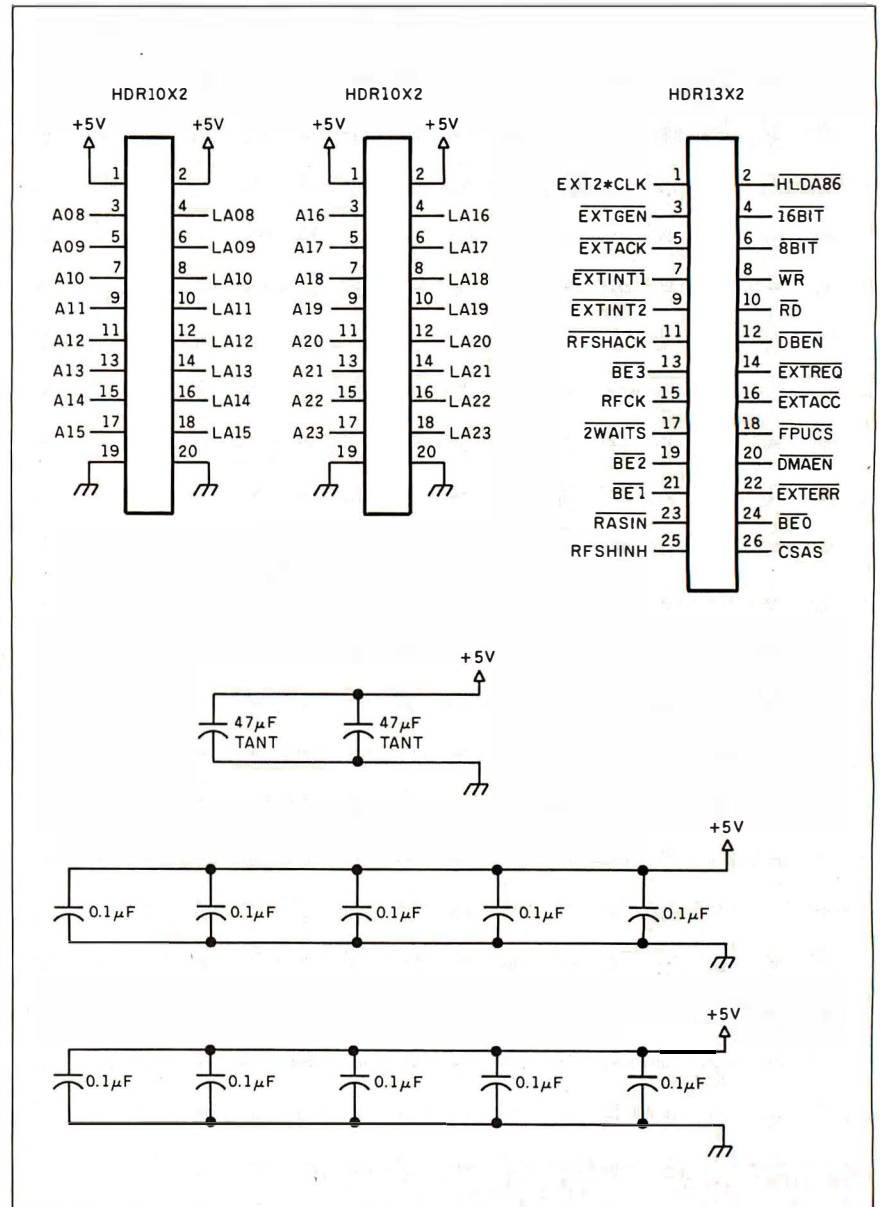 HDR10X2 HDR10X2 HDR13X2
+5V +5V +5V +5V
1 2 1 2
EXT2*CLK 1 2 HLDA86
A08 3 4 LA08 A16 3 4 LA16
EXTGEN 3 4 16BIT
A09 5 6 LA09 A17 5 6 LA17
EXTACK 5 6 8BIT
A10 7 8 LA10 A18 7 8 LA18
EXTINT1 7 8 WR
A11 9 10 LA11 A19 9 10 LA19
EXTINT2 9 10 RD
A12 11 12 LA12 A20 11 12 LA20
RFSHACK 11 12 DBEN
A13 13 14 LA13 A21 13 14 LA21
BE3 13 14 EXTREQ
A14 15 16 LA14 A22 15 16 LA22
RFCK 15 16 EXTACC
A15 17 18 LA15 A23 17 18 LA23
2WAITS 17 18 FPUCS
19 20 19 20
BE2 19 20 DMAEN
BE1 21 22 EXTERR
RASIN 23 24 BE0
RFSHINH 25 26 CSAS
+5V
47μF 47μF
TANT TANT
+5V
0.1μF 0.1μF 0.1μF 0.1μF 0.1μF
+5V
0.1μF 0.1μF 0.1μF 0.1μF 0.1μF